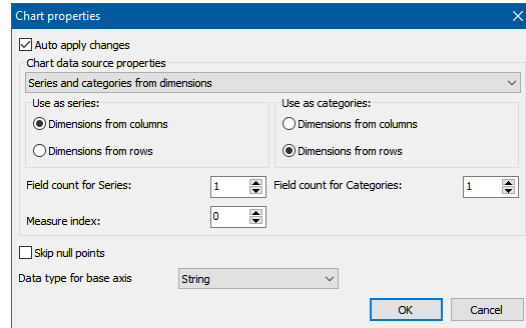 Chart properties
Auto apply changes
Chart data source properties
Series and categories from dimensions
Use as series:
Dimensions from columns
Dimensions from rows
Use as categories:
Dimensions from columns
Dimensions from rows
Field count for Series: 1 Field count for Categories: 1
Measure index: 0
Skip null points
Data type for base axis String
OK Cancel